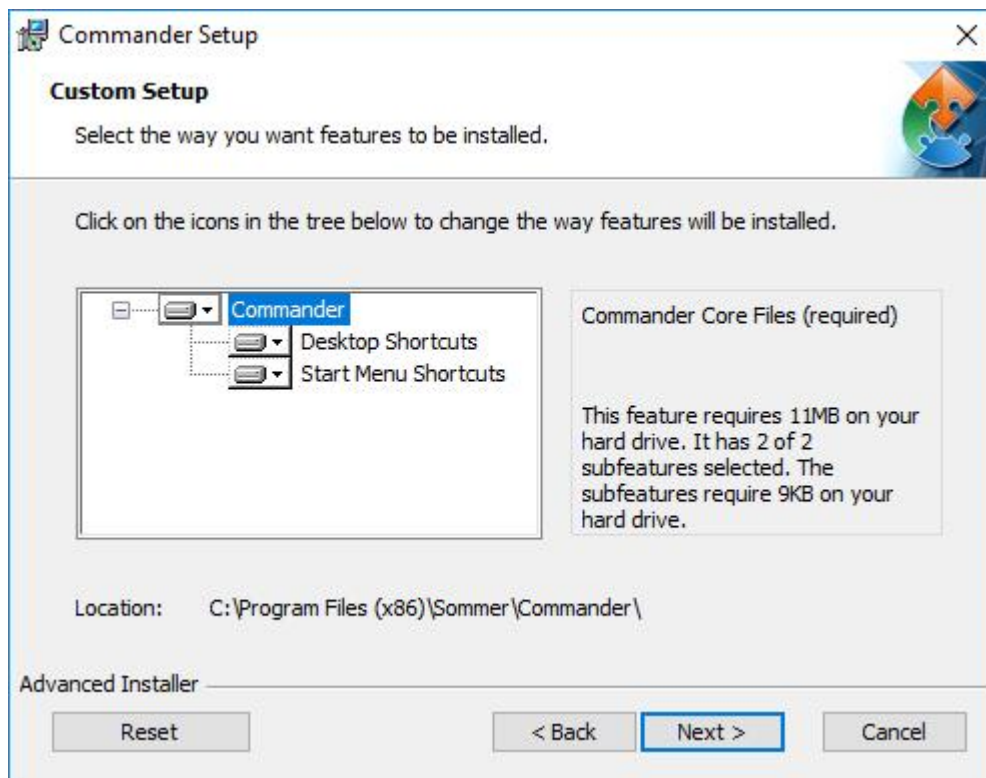 Commander Setup
Custom Setup
Select the way you want features to be installed.
Click on the icons in the tree below to change the way features will be installed.
Commander
Desktop Shortcuts
Start Menu Shortcuts
Commander Core Files (required)
This feature requires 11MB on your
hard drive. It has 2 of 2
subfeatures selected. The
subfeatures require 9KB on your
hard drive.
Location: C:\Program Files (x86)\Sommer\Commander\
Advanced Installer
Reset < Back Next > Cancel